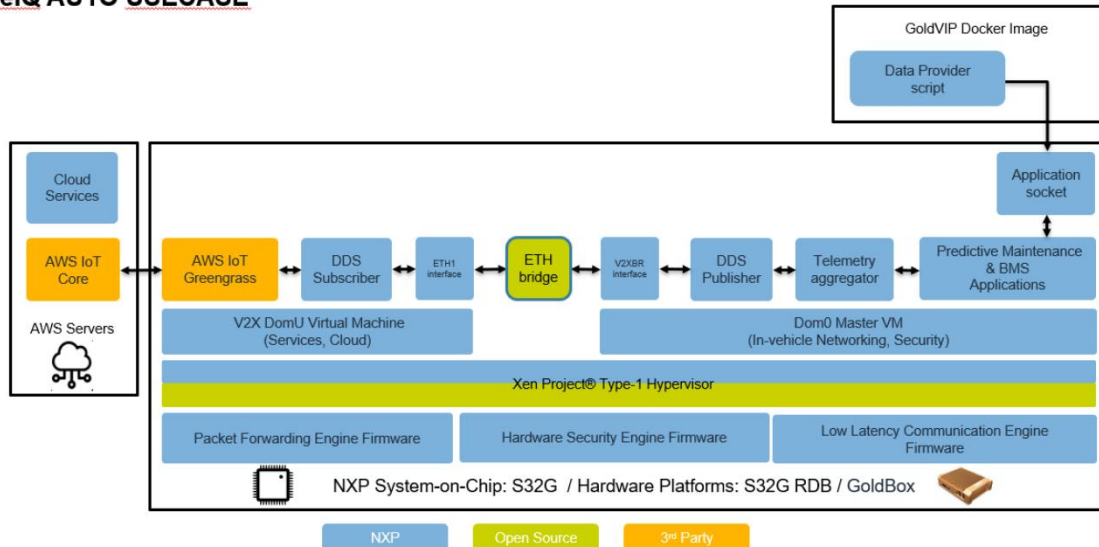 eIQ AUTO USECASE
GoldVIP Docker Image
Data Provider
script
Cloud
Services
Application
socket
AWS IoT
Core
AWS IoT
Greengrass
DDS
Subscriber
ETH1
interface
ETH
bridge
V2XBR
interface
DDS
Publisher
Telemetry
aggregator
Predictive Maintenance
& BMS
Applications
AWS Servers
V2X DomU Virtual Machine
(Services, Cloud)
Dom0 Master VM
(In-vehicle Networking, Security)
Xen Project® Type-1 Hypervisor
Packet Forwarding Engine Firmware
Hardware Security Engine Firmware
Low Latency Communication Engine
Firmware
NXP System-on-Chip: S32G / Hardware Platforms: S32G RDB / GoldBox
NXP
Open Source
3rd Party